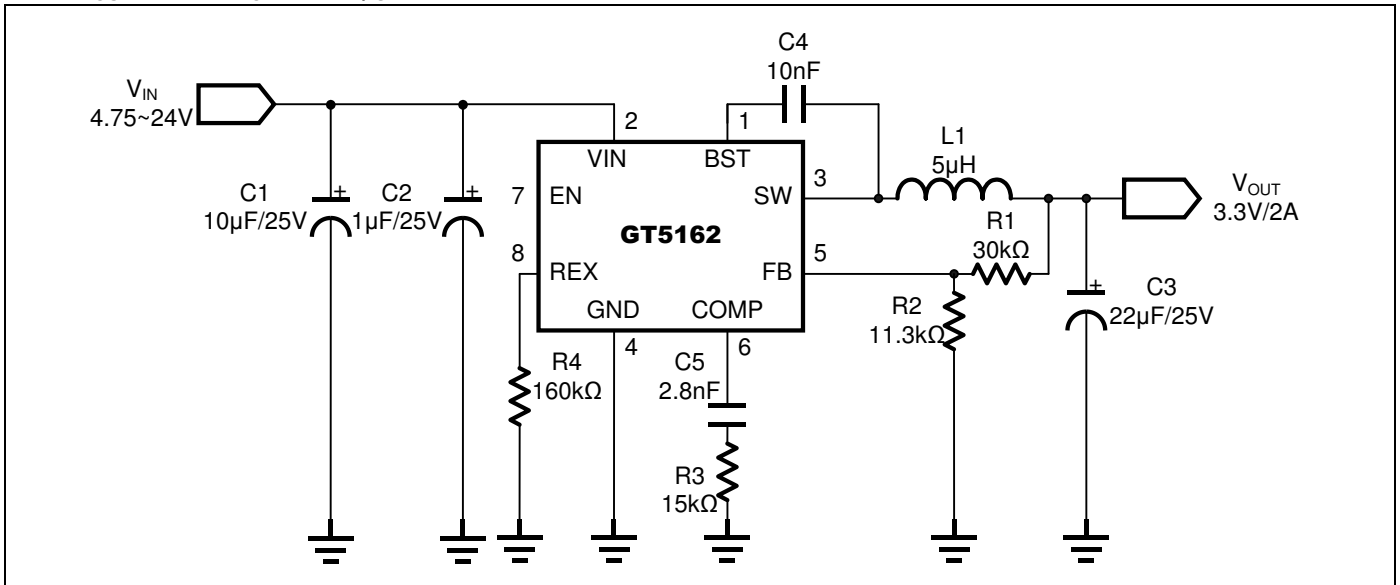 C4
10nF
VIN
4.75~24V
2
1
VIN
BST
L1
5µH
C1
10µF/25V
+
C2
1µF/25V
+
7
EN
SW
3
VOUT
3.3V/2A
GT5162
R1
30kΩ
8
REX
FB
5
GND
COMP
R2
11.3kΩ
+
C3
22µF/25V
4
6
R4
160kΩ
C5
2.8nF
R3
15kΩ